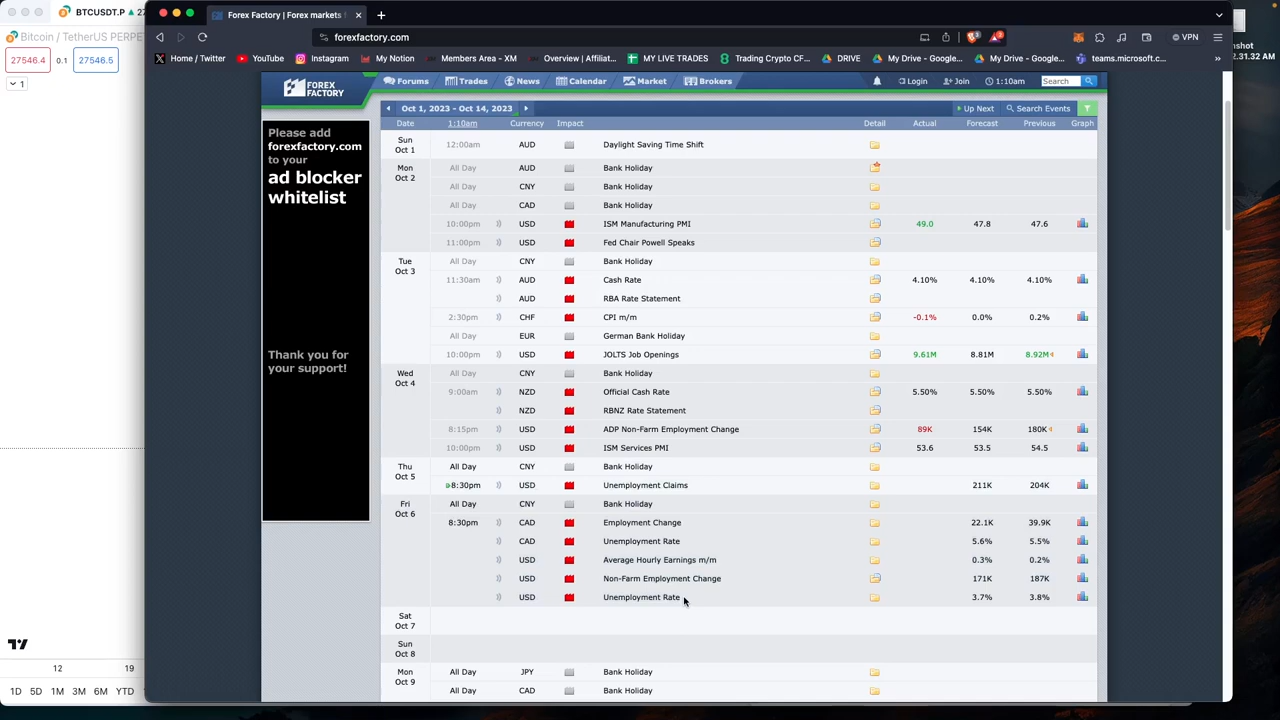 BTCUSDT.P ▲ 27
Bitcoin / TetherUS PERPE
27546.4 0.1 27546.5
1
12 19
1D 5D 1M 3M 6M YTD
Forex Factory | Forex markets
forexfactory.com
VPN
Home / Twitter YouTube Instagram My Notion Members Area - XM Overview | Affiliat... MY LIVE TRADES Trading Crypto CF... DRIVE My Drive - Google... My Drive - Google... teams.microsoft.c... »
nshot
2.31.32 AM
FOREX FACTORY
Forums Trades News Calendar Market Brokers Login Join 1:10am Search
Please add
forexfactory.com
to your
ad blocker
whitelist
Thank you for
your support!
Oct 1, 2023 - Oct 14, 2023 Up Next Search Events
Date 1:10am Currency Impact Detail Actual Forecast Previous Graph
Sun Oct 1 12:00am AUD Daylight Saving Time Shift
Mon Oct 2 All Day AUD Bank Holiday
All Day CNY Bank Holiday
All Day CAD Bank Holiday
10:00pm USD ISM Manufacturing PMI 49.0 47.8 47.6
11:00pm USD Fed Chair Powell Speaks
Tue Oct 3 All Day CNY Bank Holiday
11:30am AUD Cash Rate 4.10% 4.10% 4.10%
AUD RBA Rate Statement
2:30pm CHF CPI m/m -0.1% 0.0% 0.2%
All Day EUR German Bank Holiday
10:00pm USD JOLTS Job Openings 9.61M 8.81M 8.92M
Wed Oct 4 All Day CNY Bank Holiday
9:00am NZD Official Cash Rate 5.50% 5.50% 5.50%
NZD RBNZ Rate Statement
8:15pm USD ADP Non-Farm Employment Change 89K 154K 180K
10:00pm USD ISM Services PMI 53.6 53.5 54.5
Thu Oct 5 All Day CNY Bank Holiday
8:30pm USD Unemployment Claims 211K 204K
Fri Oct 6 All Day CNY Bank Holiday
8:30pm CAD Employment Change 22.1K 39.9K
CAD Unemployment Rate 5.6% 5.5%
USD Average Hourly Earnings m/m 0.3% 0.2%
USD Non-Farm Employment Change 171K 187K
USD Unemployment Rate 3.7% 3.8%
Sat Oct 7
Sun Oct 8
Mon Oct 9 All Day JPY Bank Holiday
All Day CAD Bank Holiday